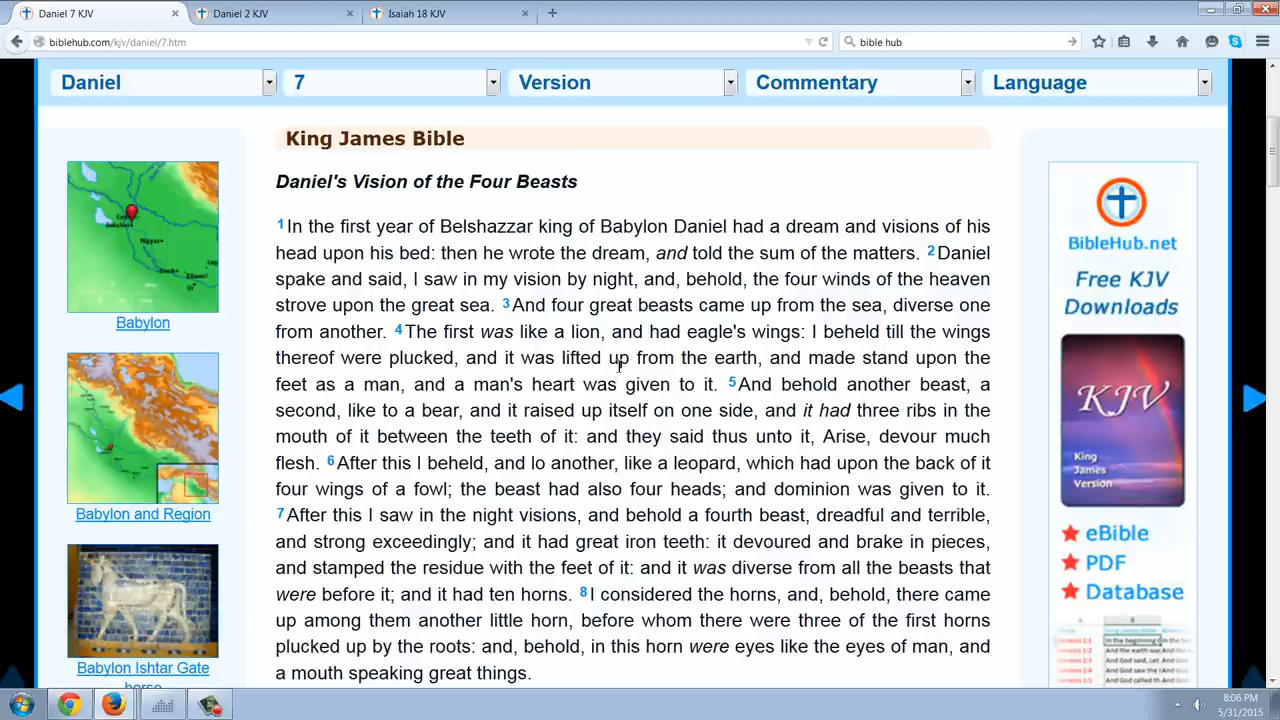 Daniel 7 KJV
Daniel 2 KJV
Isaiah 18 KJV
biblehub.com/kjv/daniel/7.htm
bible hub
Daniel
7
Version
Commentary
Language
King James Bible
Daniel's Vision of the Four Beasts
1In the first year of Belshazzar king of Babylon Daniel had a dream and visions of his
head upon his bed: then he wrote the dream, and told the sum of the matters. 2Daniel
spake and said, I saw in my vision by night, and, behold, the four winds of the heaven
strove upon the great sea. 3And four great beasts came up from the sea, diverse one
from another. 4The first was like a lion, and had eagle's wings: I beheld till the wings
thereof were plucked, and it was lifted up from the earth, and made stand upon the
feet as a man, and a man's heart was given to it. 5And behold another beast, a
second, like to a bear, and it raised up itself on one side, and it had three ribs in the
mouth of it between the teeth of it: and they said thus unto it, Arise, devour much
flesh. 6After this I beheld, and lo another, like a leopard, which had upon the back of it
four wings of a fowl; the beast had also four heads; and dominion was given to it.
7After this I saw in the night visions, and behold a fourth beast, dreadful and terrible,
and strong exceedingly; and it had great iron teeth: it devoured and brake in pieces,
and stamped the residue with the feet of it: and it was diverse from all the beasts that
were before it; and it had ten horns. 8I considered the horns, and, behold, there came
up among them another little horn, before whom there were three of the first horns
plucked up by the roots: and, behold, in this horn were eyes like the eyes of man, and
a mouth speaking great things.
Babylon
Babylon and Region
Babylon Ishtar Gate
BibleHub.net
Free KJV
Downloads
KJV
King
James
Version
eBible
PDF
Database
8:06 PM
5/31/2015